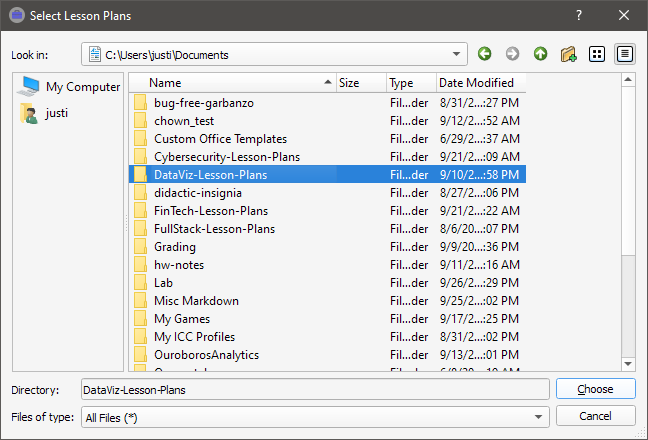 Select Lesson Plans
Look in: C:\Users\justi\Documents
My Computer
justi
Name Size Type Date Modified
bug-free-garbanzo Fil...der 8/31/2...:27 PM
chown_test Fil...der 9/12/2...:52 AM
Custom Office Templates Fil...der 6/29/2...:37 AM
Cybersecurity-Lesson-Plans Fil...der 9/21/2...:09 AM
DataViz-Lesson-Plans Fil...der 9/10/2...:58 PM
didactic-insignia Fil...der 8/27/2...:06 PM
FinTech-Lesson-Plans Fil...der 9/21/2...:22 AM
FullStack-Lesson-Plans Fil...der 8/6/20...:07 PM
Grading Fil...der 9/9/20...:36 PM
hw-notes Fil...der 9/11/2...:16 AM
Lab Fil...der 9/26/2...:29 PM
Misc Markdown Fil...der 9/25/2...:02 PM
My Games Fil...der 9/17/2...:25 PM
My ICC Profiles Fil...der 8/31/2...:02 PM
OuroborosAnalytics Fil...der 9/13/2...:01 PM
Directory: DataViz-Lesson-Plans Choose
Files of type: All Files (*) Cancel